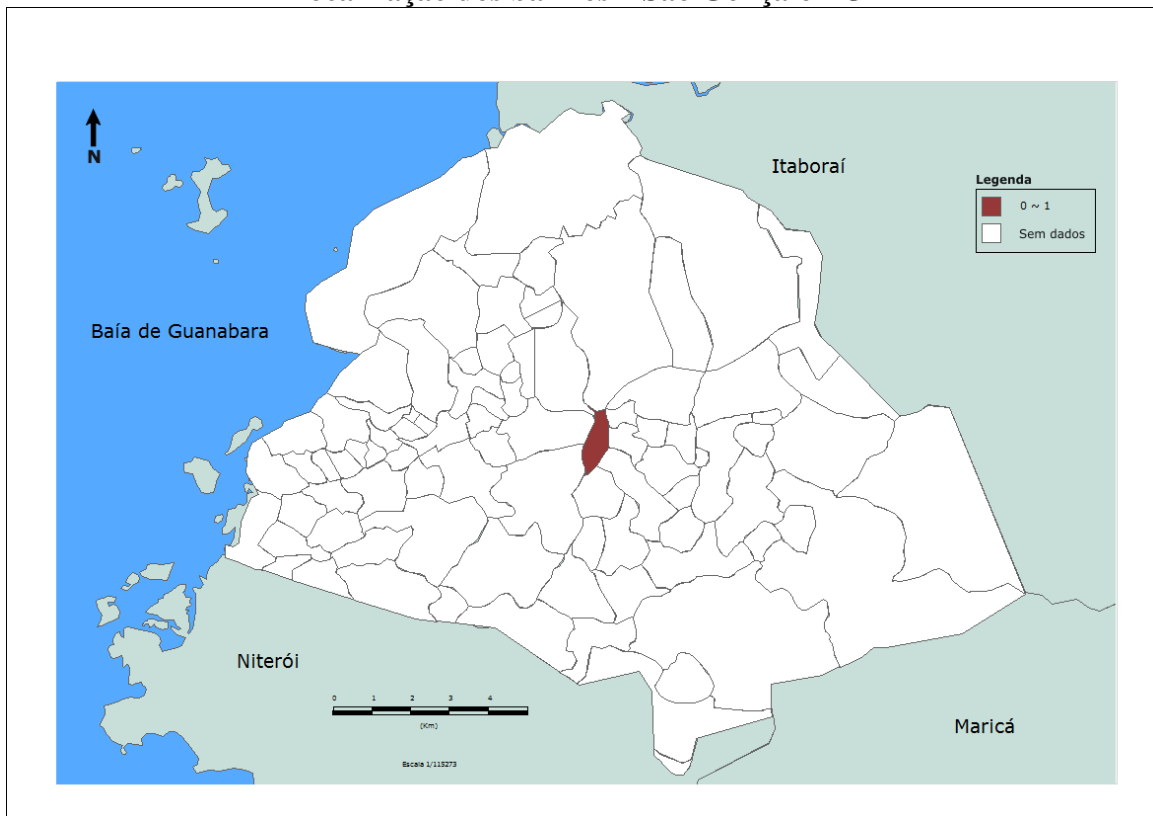 N
Itaboraí
Legenda
0 ~ 1
Sem dados
Baía de Guanabara
Niterói
0 1 2 3 4
(Km)
Escala 1/115273
Maricá